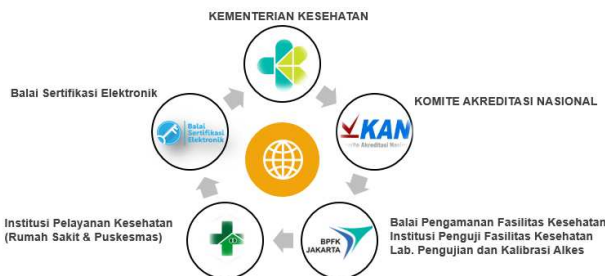 KEMENTERIAN KESEHATAN
Balai Sertifikasi Elektronik
KOMITE AKREDITASI NASIONAL
Balai
Sertifikasi
Elektronik
KAN
Akreditasi
Institusi Pelayanan Kesehatan
(Rumah Sakit & Puskesmas)
BPFK
JAKARTA
Balai Pengamanan Fasilitas Kesehatan
Institusi Penguji Fasilitas Kesehatan
Lab. Pengujian dan Kalibrasi Alkes